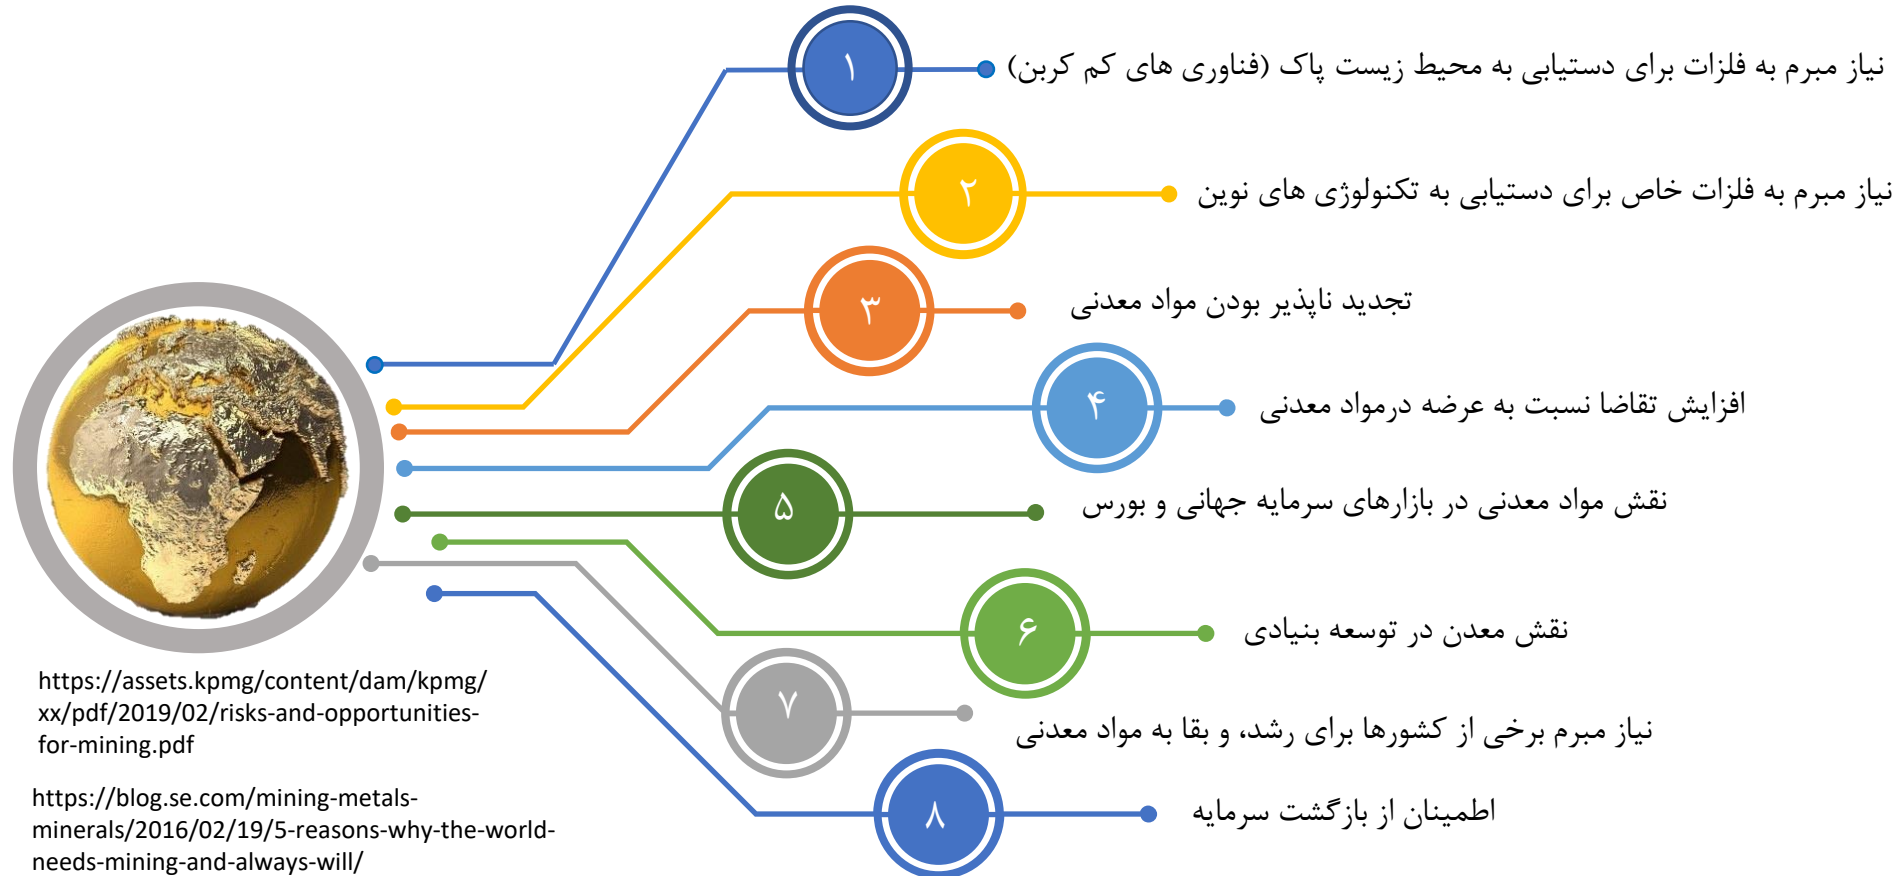 ۱
نیاز مبرم به فلزات برای دستیابی به محیط زیست پاک (فناوری های کم کربن)
۲
نیاز مبرم به فلزات خاص برای دستیابی به تکنولوژی های نوین
۳
تجدید ناپذیر بودن مواد معدنی
۴
افزایش تقاضا نسبت به عرضه درمواد معدنی
۵
نقش مواد معدنی در بازارهای سرمایه جهانی و بورس
۶
نقش معدن در توسعه بنیادی
۷
نیاز مبرم برخی از کشورها برای رشد، و بقا به مواد معدنی
۸
اطمینان از بازگشت سرمایه
https://assets.kpmg/content/dam/kpmg/
xx/pdf/2019/02/risks-and-opportunities-
for-mining.pdf
https://blog.se.com/mining-metals-
minerals/2016/02/19/5-reasons-why-the-world-
needs-mining-and-always-will/